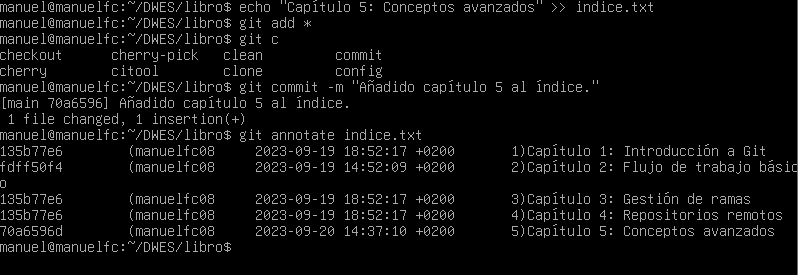 manuel@manuelfc:~/DWES/libro$ echo "Capítulo 5: Conceptos avanzados" >> indice.txt
manuel@manuelfc:~/DWES/libro$ git add *
manuel@manuelfc:~/DWES/libro$ git c
checkout cherry-pick clean commit
cherry citool clone config
manuel@manuelfc:~/DWES/libro$ git commit -m "Añadido capítulo 5 al índice."
[main 70a6596] Añadido capítulo 5 al índice.
1 file changed, 1 insertion(+)
manuel@manuelfc:~/DWES/libro$ git annotate indice.txt
135b77e6 (manuelfc08 2023-09-19 18:52:17 +0200 1)Capítulo 1: Introducción a Git
fdff50f4 (manuelfc08 2023-09-19 14:52:09 +0200 2)Capítulo 2: Flujo de trabajo básic
o
135b77e6 (manuelfc08 2023-09-19 18:52:17 +0200 3)Capítulo 3: Gestión de ramas
135b77e6 (manuelfc08 2023-09-19 18:52:17 +0200 4)Capítulo 4: Repositorios remotos
70a6596d (manuelfc08 2023-09-20 14:37:10 +0200 5)Capítulo 5: Conceptos avanzados
manuel@manuelfc:~/DWES/libro$